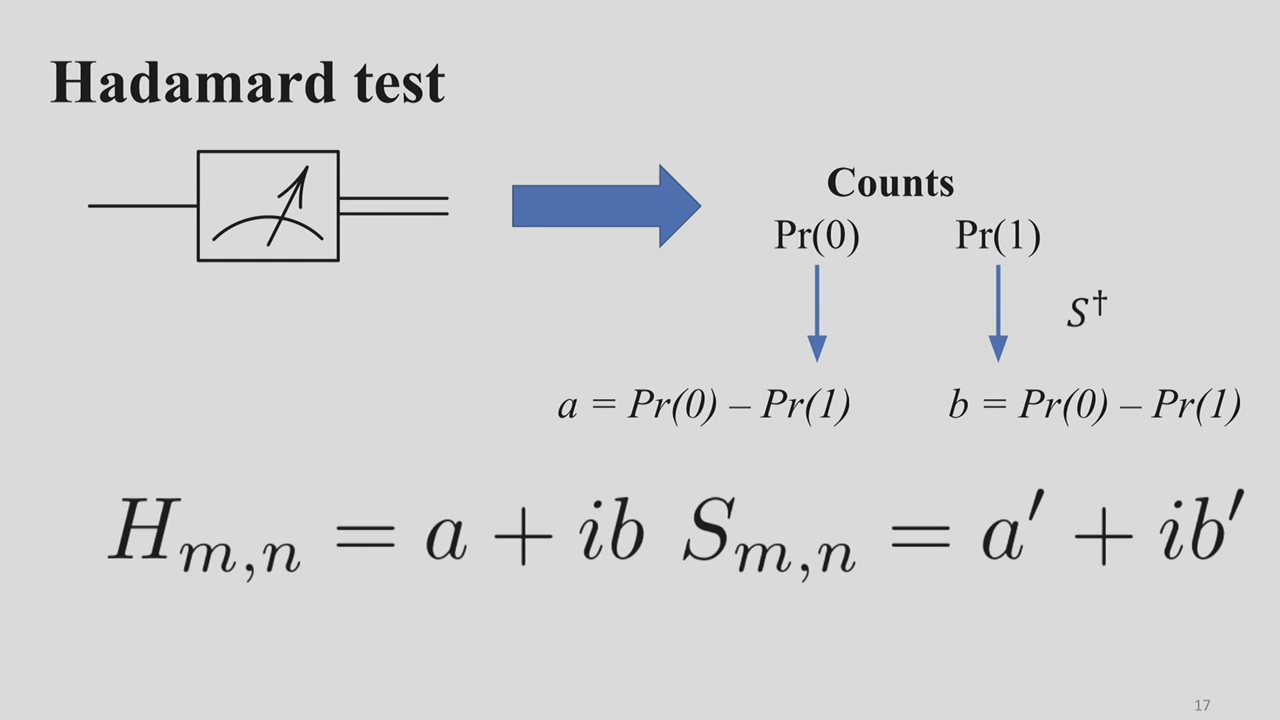 Hadamard test
Counts
Pr(0) Pr(1)
S†
a = Pr(0) – Pr(1) b = Pr(0) – Pr(1)
H_{m,n} = a + ib S_{m,n} = a′ + ib′
17